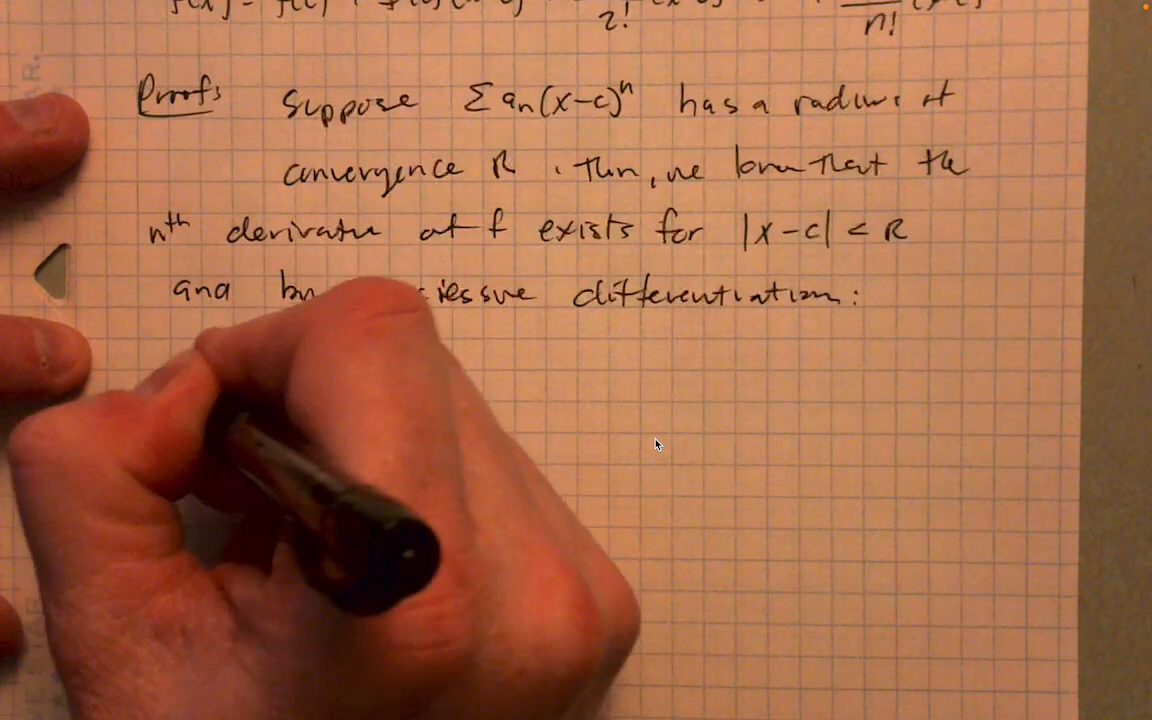 f(x) = f(c) + f'(c)(x-c) 2! n!
Proofs Suppose Σ an(x-c)^n has a radius of
convergence R . Then, we know that the
nth derivative of f exists for |x-c| < R
and by differentiation: